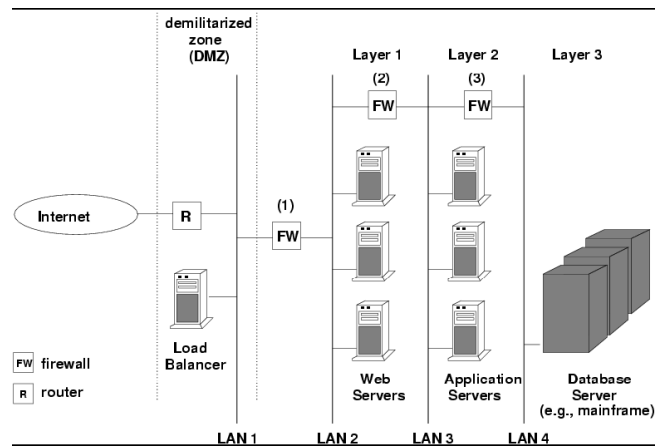 demilitarized
zone
(DMZ)
Layer 1
Layer 2
Layer 3
(2)
(3)
FW
FW
Internet
R
(1)
FW
Load
Balancer
FW firewall
R router
Web
Servers
Application
Servers
Database
Server
(e.g., mainframe)
LAN 1
LAN 2
LAN 3
LAN 4